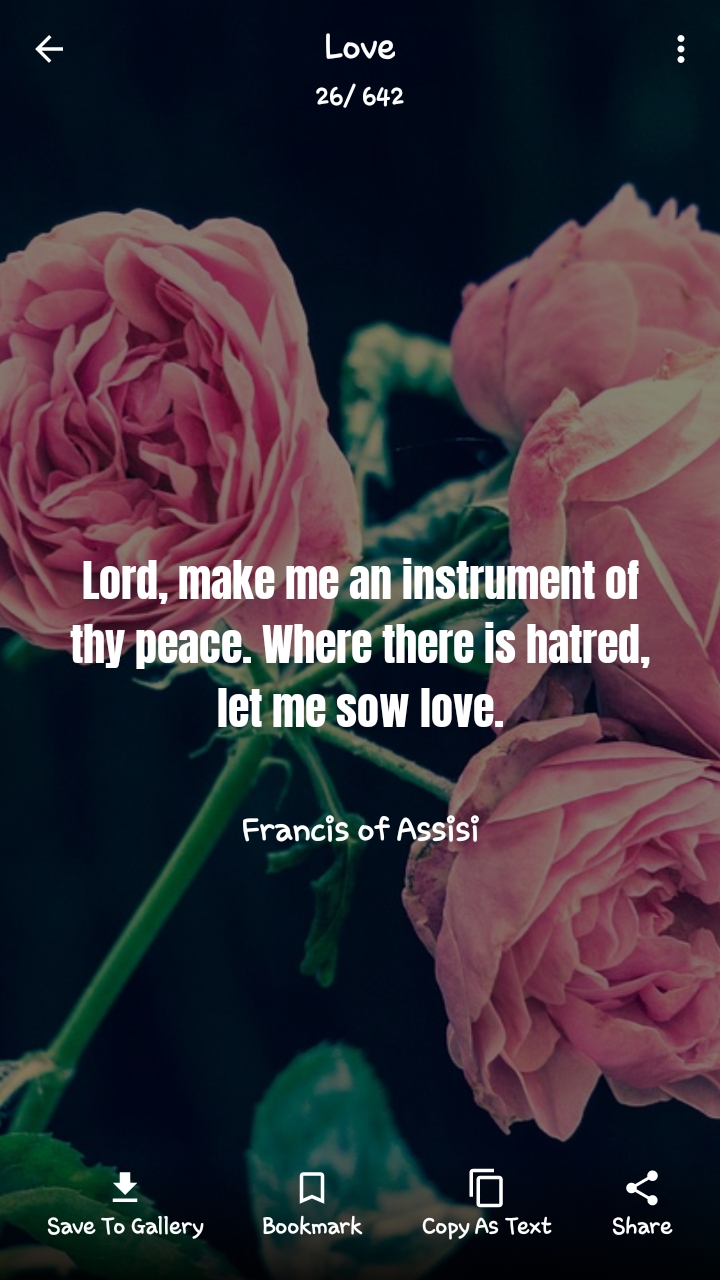 Love
26/ 642
Lord, make me an instrument of
thy peace. Where there is hatred,
let me sow love.
Francis of Assisi
Save To Gallery
Bookmark
Copy As Text
Share